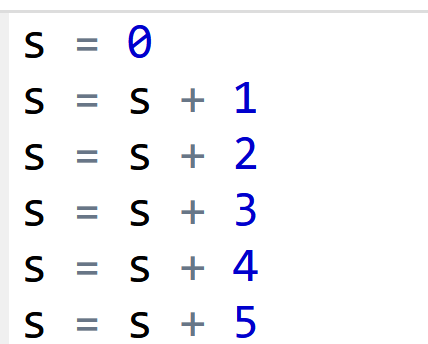 s = 0
s = s + 1
s = s + 2
s = s + 3
s = s + 4
s = s + 5